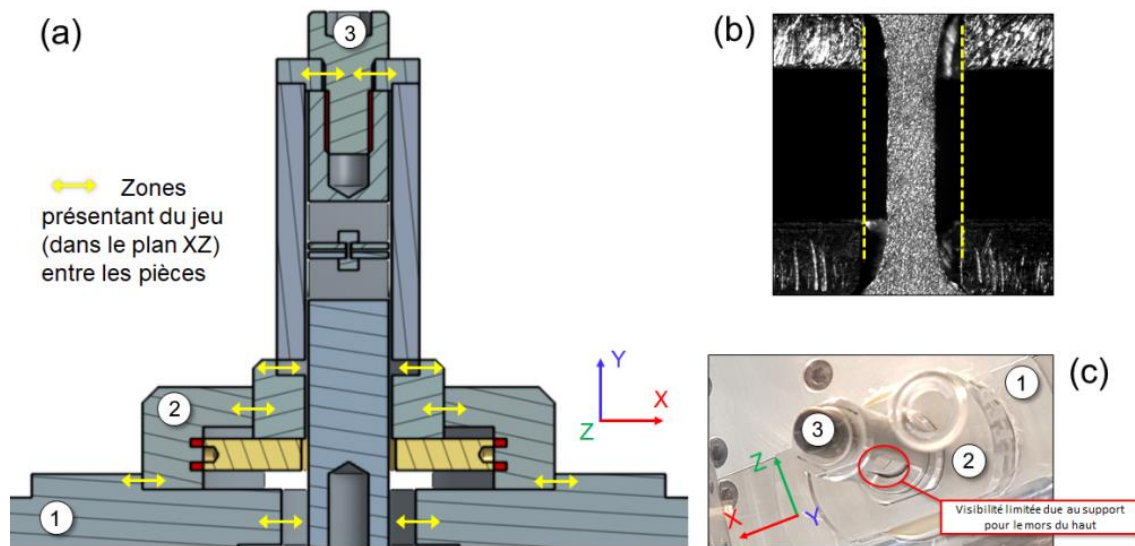 (a)
3
Zones
présentant du jeu
(dans le plan XZ)
entre les pièces
2
1
Y
X
Z
(b)
(c)
1
3
2
Z
X
Y
Visibilité limitée due au support
pour le mors du haut